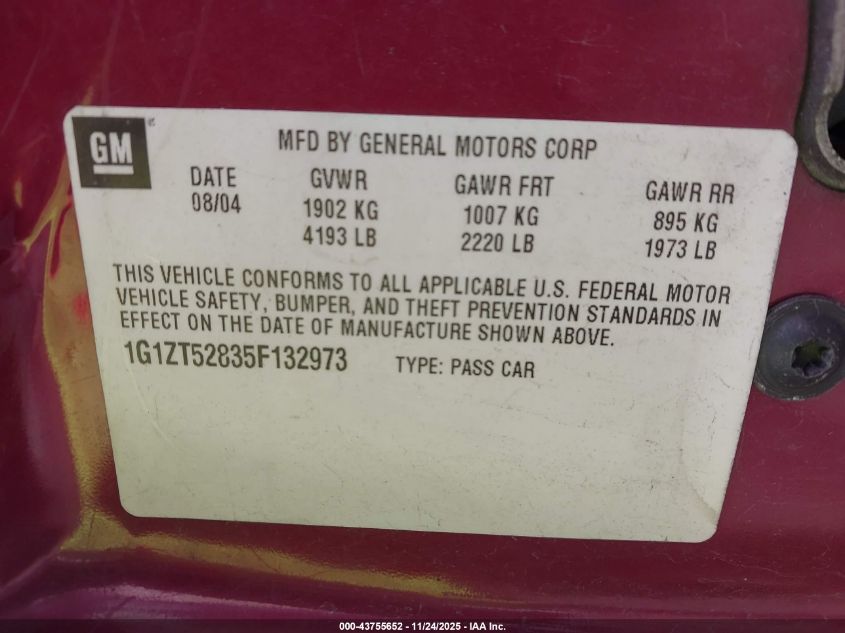 GM
MFD BY GENERAL MOTORS CORP
DATE GVWR GAWR FRT GAWR RR
08/04 1902 KG 1007 KG 895 KG
4193 LB 2220 LB 1973 LB
THIS VEHICLE CONFORMS TO ALL APPLICABLE U.S. FEDERAL MOTOR
VEHICLE SAFETY, BUMPER, AND THEFT PREVENTION STANDARDS IN
EFFECT ON THE DATE OF MANUFACTURE SHOWN ABOVE.
1G1ZT52835F132973 TYPE: PASS CAR
000-43755652 - 11/24/2025 - IAA Inc.